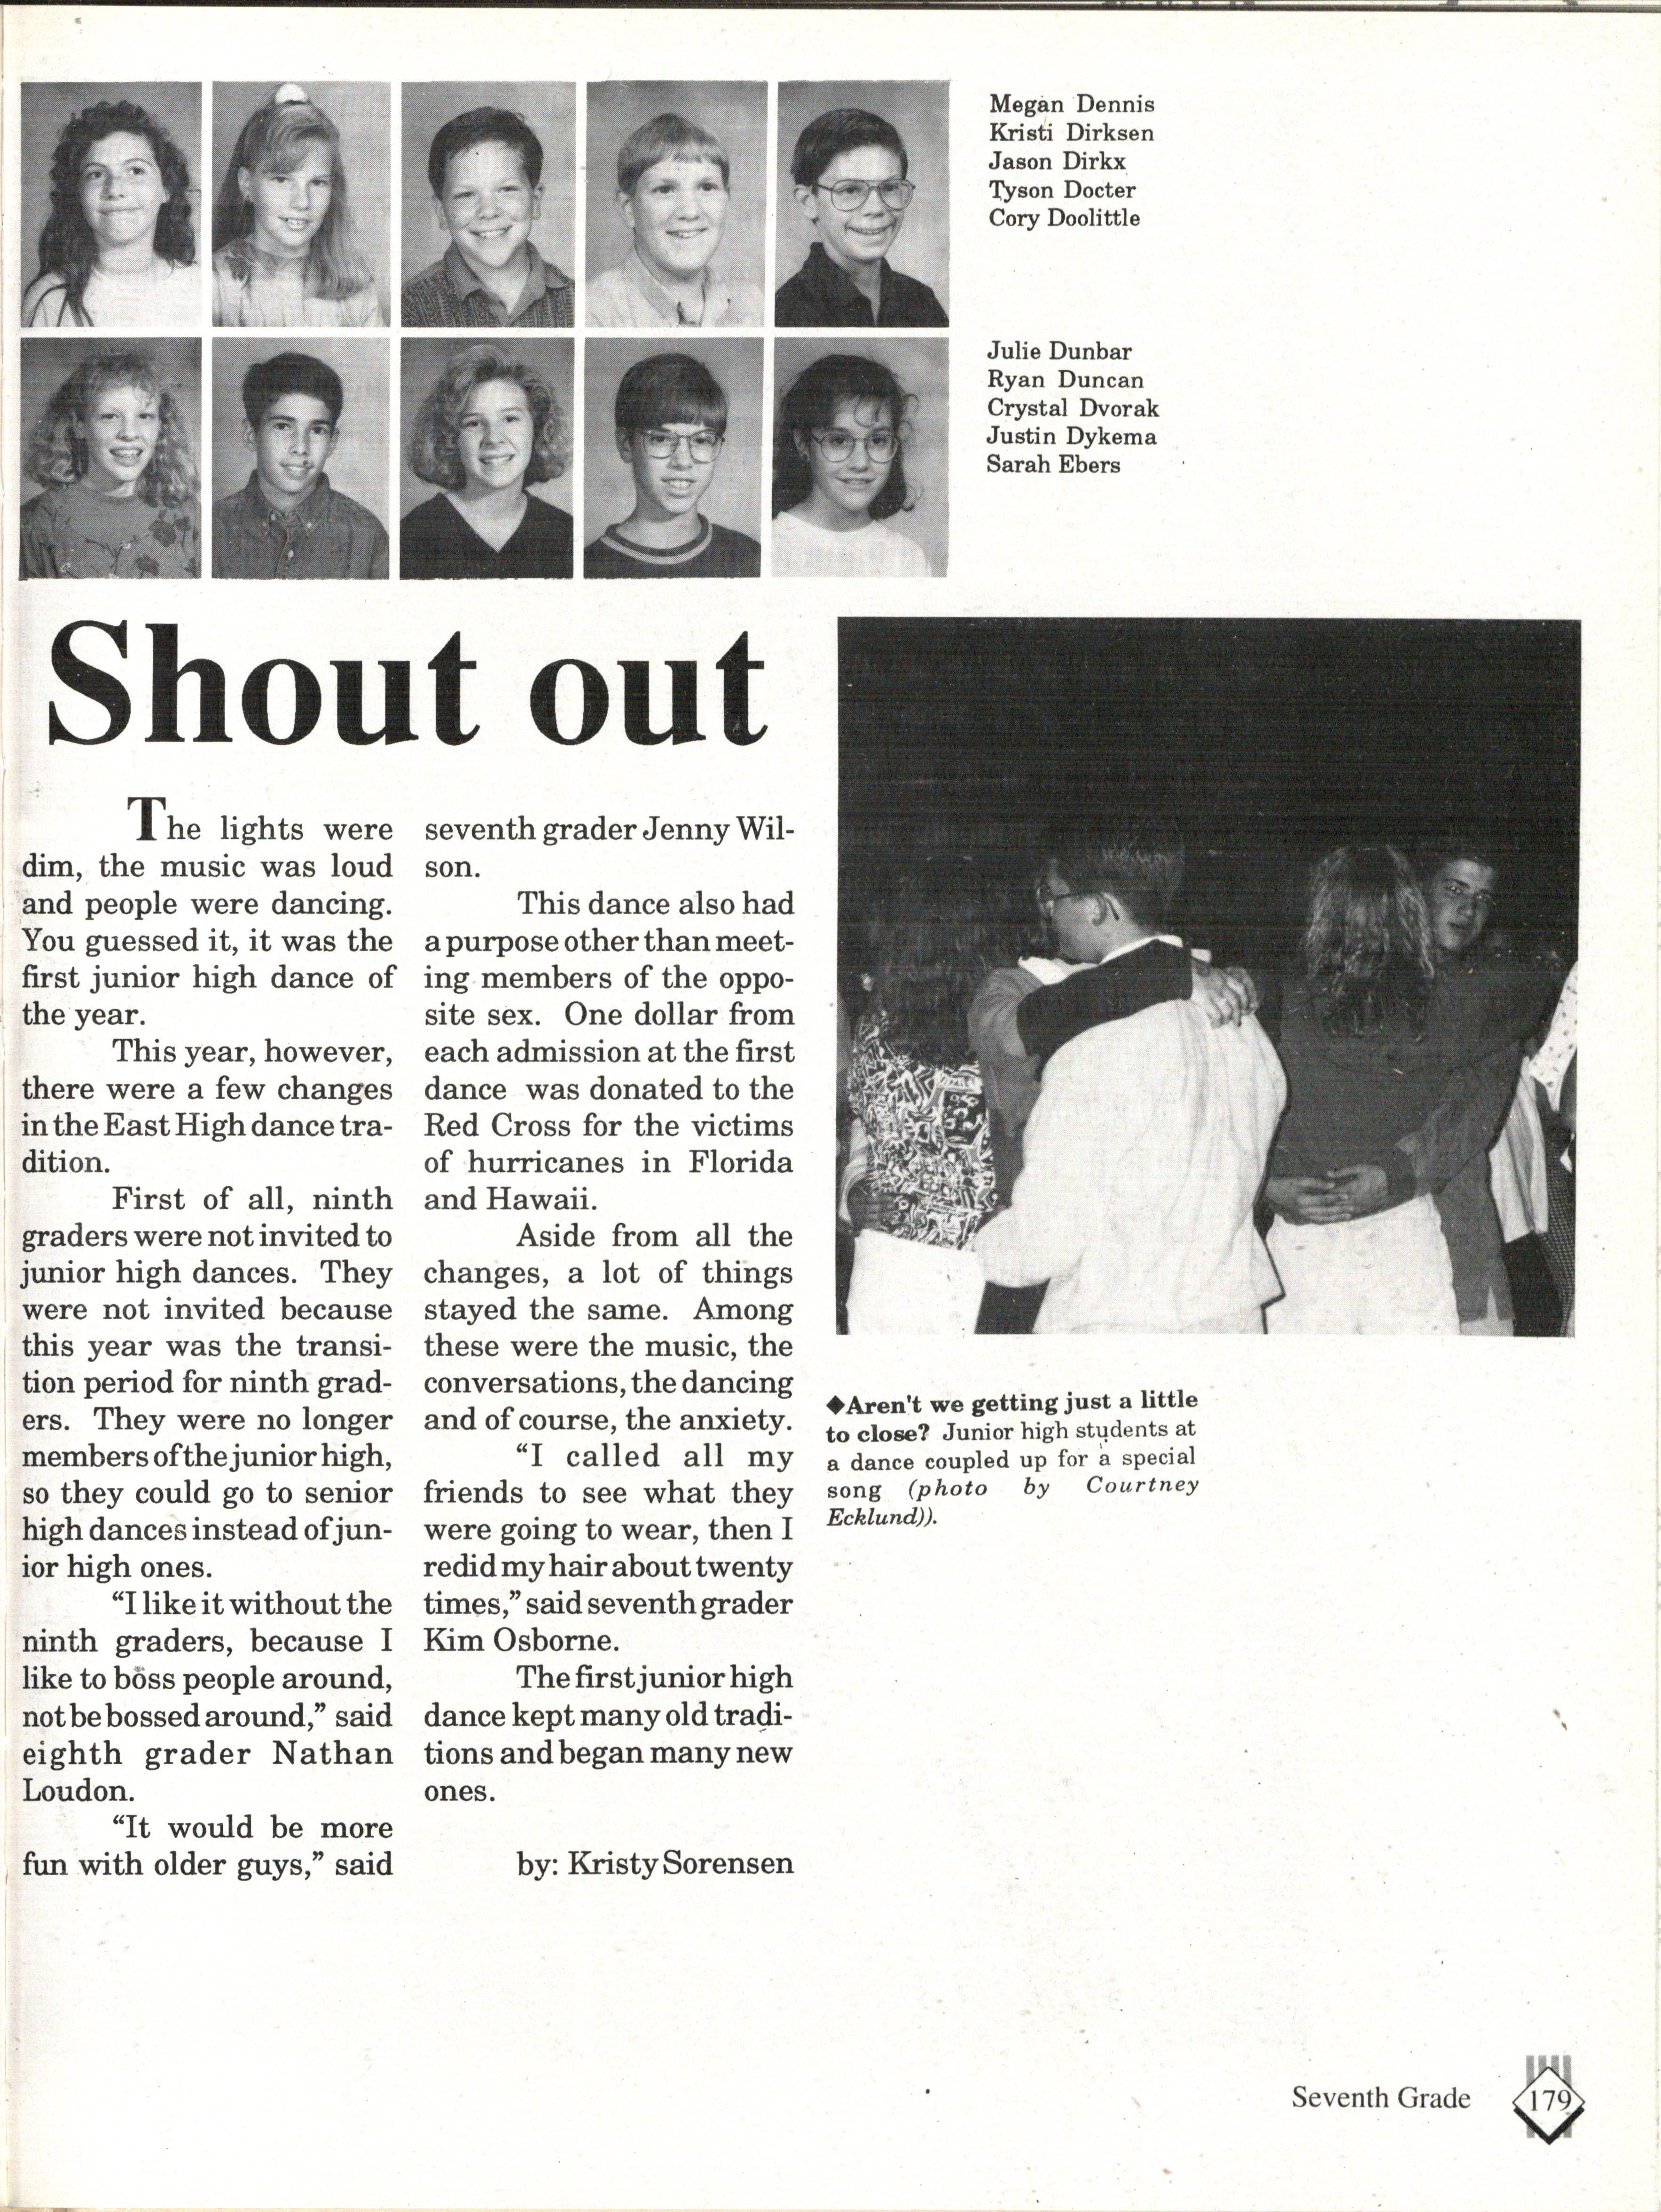 Megan Dennis
Kristi Dirksen
Jason Dirkx
Tyson Docter
Cory Doolittle
Julie Dunbar
Ryan Duncan
Crystal Dvorak
Justin Dykema
Sarah Ebers
Shout out
The lights were
dim, the music was loud
and people were dancing.
You guessed it, it was the
first junior high dance of
the year.
This year, however,
there were a few changes
in the East High dance tra-
dition.
First of all, ninth
graders were not invited to
junior high dances. They
were not invited because
this year was the transi-
tion period for ninth grad-
ers. They were no longer
members of the junior high,
so they could go to senior
high dances instead of jun-
ior high ones.
“I like it without the
ninth graders, because I
like to boss people around,
not be bossed around,” said
eighth grader Nathan
Loudon.
“It would be more
fun with older guys,” said
seventh grader Jenny Wil-
son.
This dance also had
a purpose other than meet-
ing members of the oppo-
site sex. One dollar from
each admission at the first
dance was donated to the
Red Cross for the victims
of hurricanes in Florida
and Hawaii.
Aside from all the
changes, a lot of things
stayed the same. Among
these were the music, the
conversations, the dancing
and of course, the anxiety.
“I called all my
friends to see what they
were going to wear, then I
redid my hair about twenty
times,” said seventh grader
Kim Osborne.
The first junior high
dance kept many old tradi-
tions and began many new
ones.
by: Kristy Sorensen
◆Aren't we getting just a little
to close? Junior high students at
a dance coupled up for a special
song (photo by Courtney
Ecklund)).
Seventh Grade 179